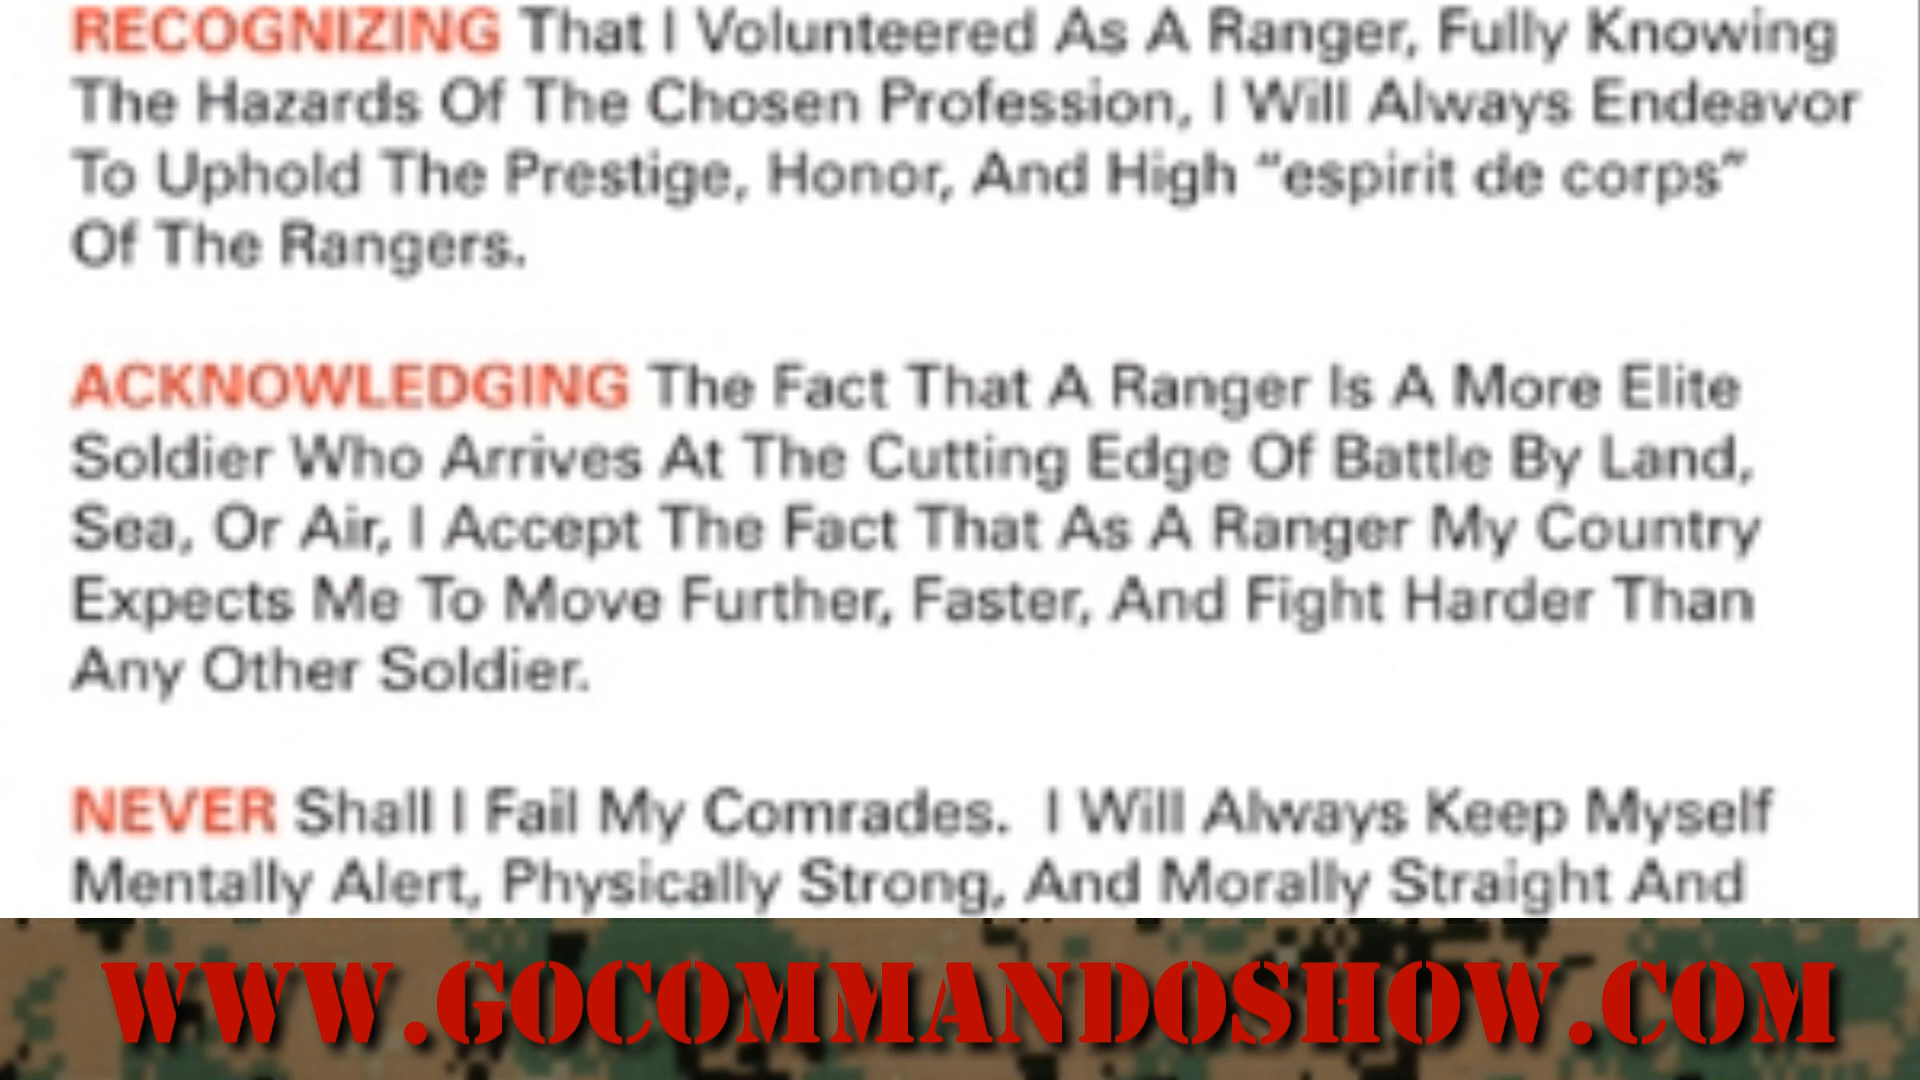 RECOGNIZING That I Volunteered As A Ranger, Fully Knowing
The Hazards Of The Chosen Profession, I Will Always Endeavor
To Uphold The Prestige, Honor, And High “espirit de corps”
Of The Rangers.
ACKNOWLEDGING The Fact That A Ranger Is A More Elite
Soldier Who Arrives At The Cutting Edge Of Battle By Land,
Sea, Or Air, I Accept The Fact That As A Ranger My Country
Expects Me To Move Further, Faster, And Fight Harder Than
Any Other Soldier.
NEVER Shall I Fail My Comrades.  I Will Always Keep Myself
Mentally Alert, Physically Strong, And Morally Straight And
WWW.GOCOMMANDOSHOW.COM